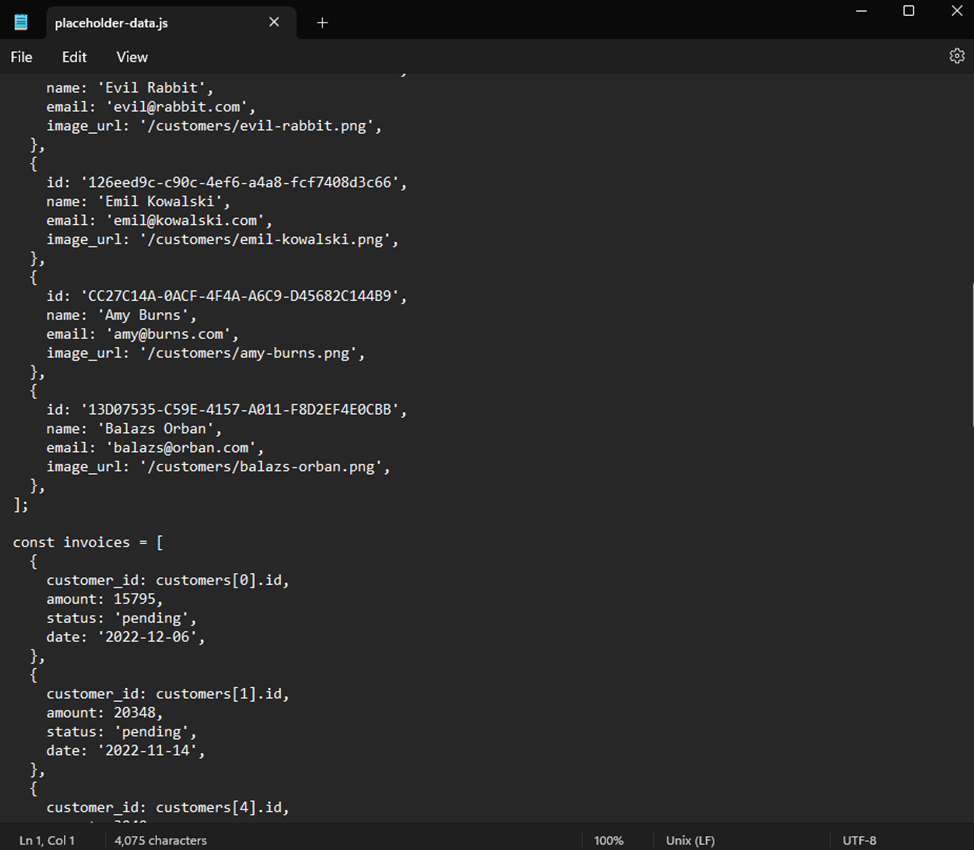 placeholder-data.js
File Edit View
name: 'Evil Rabbit',
email: 'evil@rabbit.com',
image_url: '/customers/evil-rabbit.png',
},
{
id: '126eed9c-c90c-4ef6-a4a8-fcf7408d3c66',
name: 'Emil Kowalski',
email: 'emil@kowalski.com',
image_url: '/customers/emil-kowalski.png',
},
{
id: 'CC27C14A-0ACF-4F4A-A6C9-D45682C144B9',
name: 'Amy Burns',
email: 'amy@burns.com',
image_url: '/customers/amy-burns.png',
},
{
id: '13D07535-C59E-4157-A011-F8D2EF4E0CBB',
name: 'Balazs Orban',
email: 'balazs@orban.com',
image_url: '/customers/balazs-orban.png',
},
];
const invoices = [
{
customer_id: customers[0].id,
amount: 15795,
status: 'pending',
date: '2022-12-06',
},
{
customer_id: customers[1].id,
amount: 20348,
status: 'pending',
date: '2022-11-14',
},
{
customer_id: customers[4].id,
Ln 1, Col 1 4,075 characters 100% Unix (LF) UTF-8